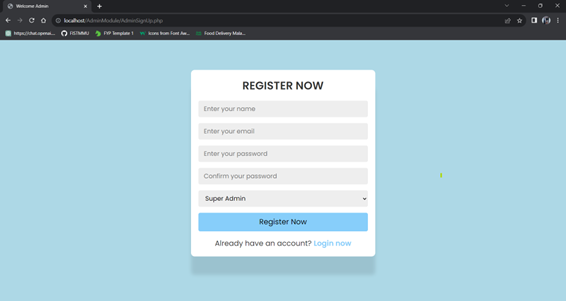 Welcome Admin
localhost/AdminModule/AdminSignUp.php
https://chat.openai....
FIST-MMU
FYP Template 1
Icons from Font Aw...
Food Delivery Mala...
REGISTER NOW
Enter your name
Enter your email
Enter your password
Confirm your password
Super Admin
Register Now
Already have an account? Login now